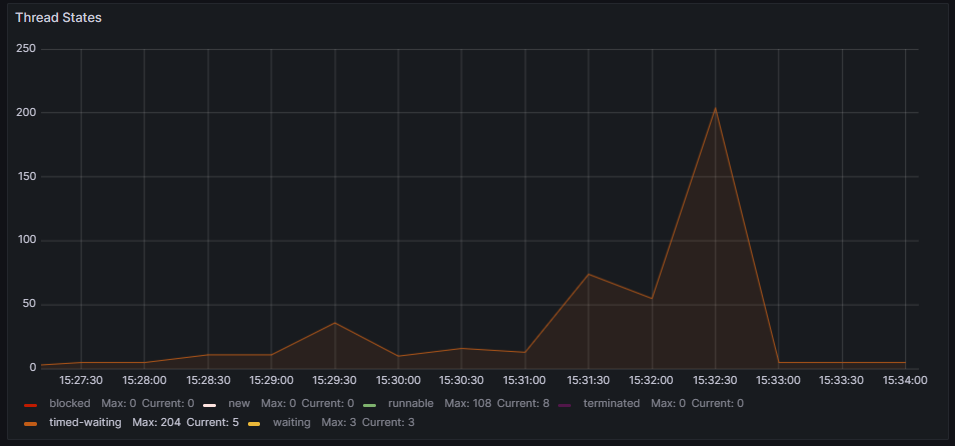 Thread States
250
200
150
100
50
0
15:27:30 15:28:00 15:28:30 15:29:00 15:29:30 15:30:00 15:30:30 15:31:00 15:31:30 15:32:00 15:32:30 15:33:00 15:33:30 15:34:00
blocked Max: 0 Current: 0 new Max: 0 Current: 0 runnable Max: 108 Current: 8 terminated Max: 0 Current: 0
timed-waiting Max: 204 Current: 5 waiting Max: 3 Current: 3